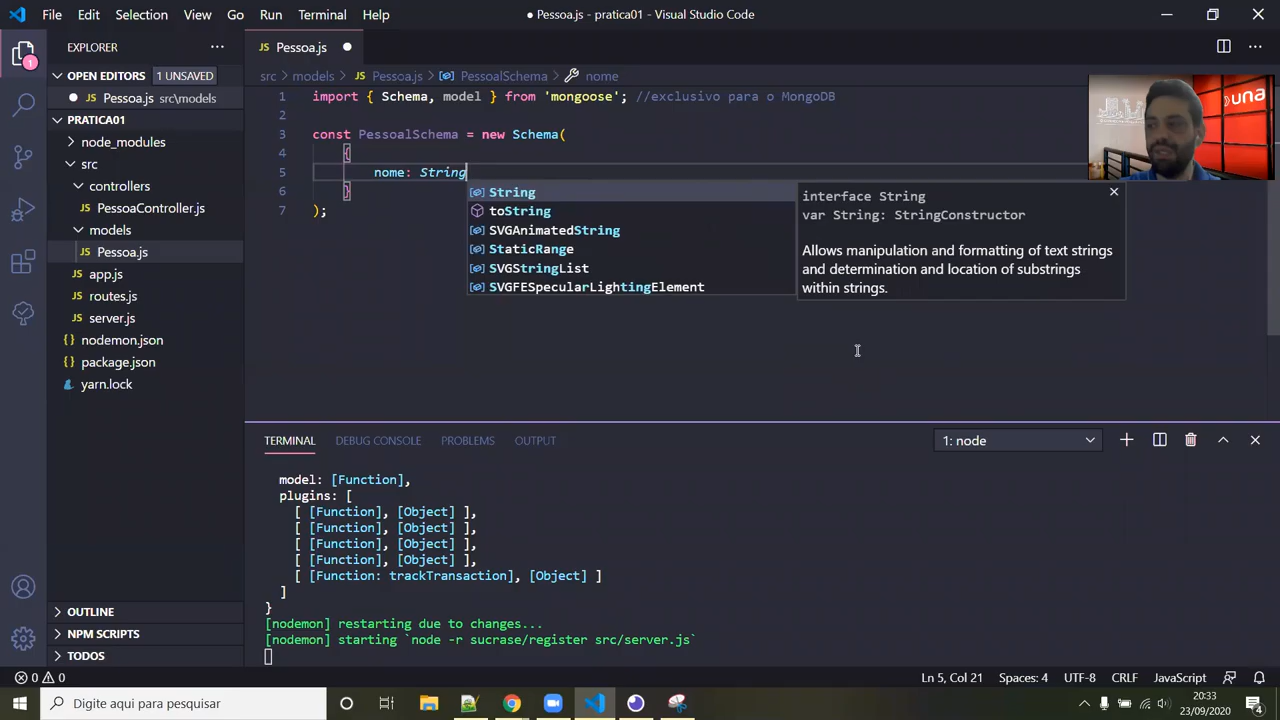 File Edit Selection View Go Run Terminal Help
● Pessoa.js - pratica01 - Visual Studio Code
EXPLORER ···
JS Pessoa.js ●
OPEN EDITORS 1 UNSAVED
● JS Pessoa.js src\models
PRATICA01
node_modules
src
controllers
JS PessoaController.js
models
JS Pessoa.js
JS app.js
JS routes.js
JS server.js
{} nodemon.json
{} package.json
yarn.lock
OUTLINE
NPM SCRIPTS
TODOS
1
src > models > JS Pessoa.js > PessoalSchema > nome
1 import { Schema, model } from 'mongoose'; //exclusivo para o MongoDB
2
3 const PessoalSchema = new Schema(
4 {
5 nome: String
6 }
7 );
String
toString
SVGAnimatedString
StaticRange
SVGStringList
SVGFESpecularLightingElement
interface String
var String: StringConstructor
Allows manipulation and formatting of text strings
and determination and location of substrings
within strings.
una
TERMINAL DEBUG CONSOLE PROBLEMS OUTPUT 1: node
model: [Function],
plugins: [
[ [Function], [Object] ],
[ [Function], [Object] ],
[ [Function], [Object] ],
[ [Function], [Object] ],
[ [Function: trackTransaction], [Object] ]
]
}
[nodemon] restarting due to changes...
[nodemon] starting `node -r sucrase/register src/server.js`
0 0 Ln 5, Col 21 Spaces: 4 UTF-8 CRLF JavaScript
Digite aqui para pesquisar
20:33
23/09/2020
4